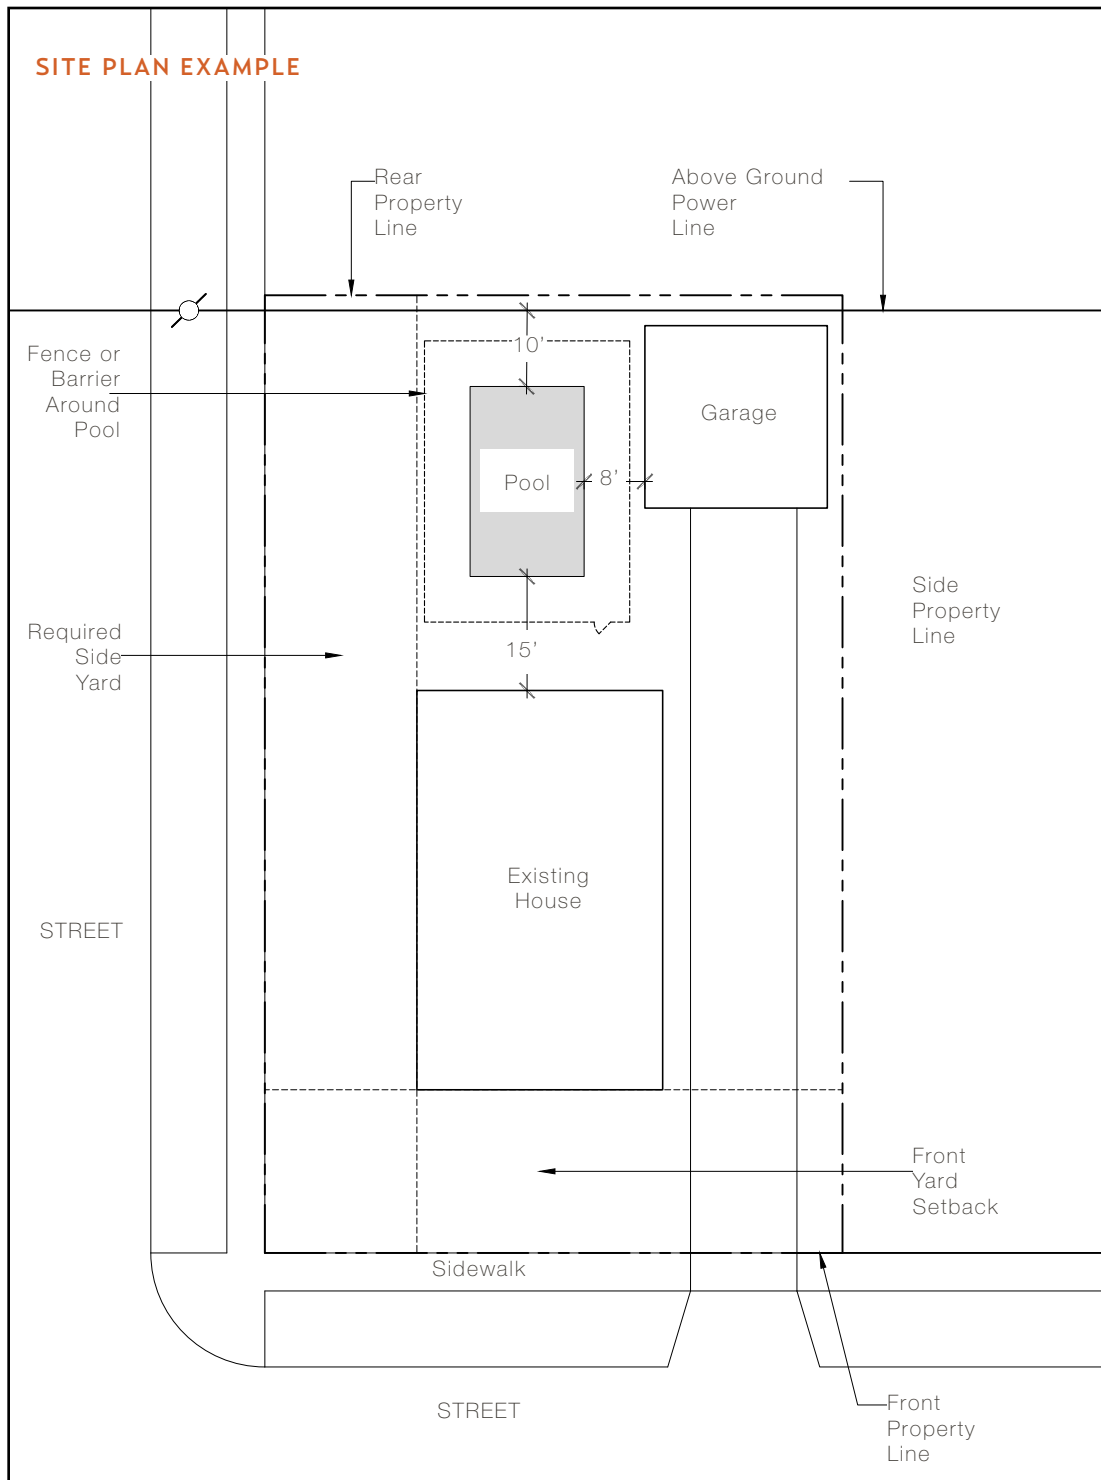 SITE PLAN EXAMPLE
Rear
Property
Line
Above Ground
Power
Line
Fence or
Barrier
Around
Pool
10’
Garage
Pool
8’
Side
Property
Line
Required
Side
Yard
15’
Existing
House
STREET
Front
Yard
Setback
Sidewalk
STREET
Front
Property
Line